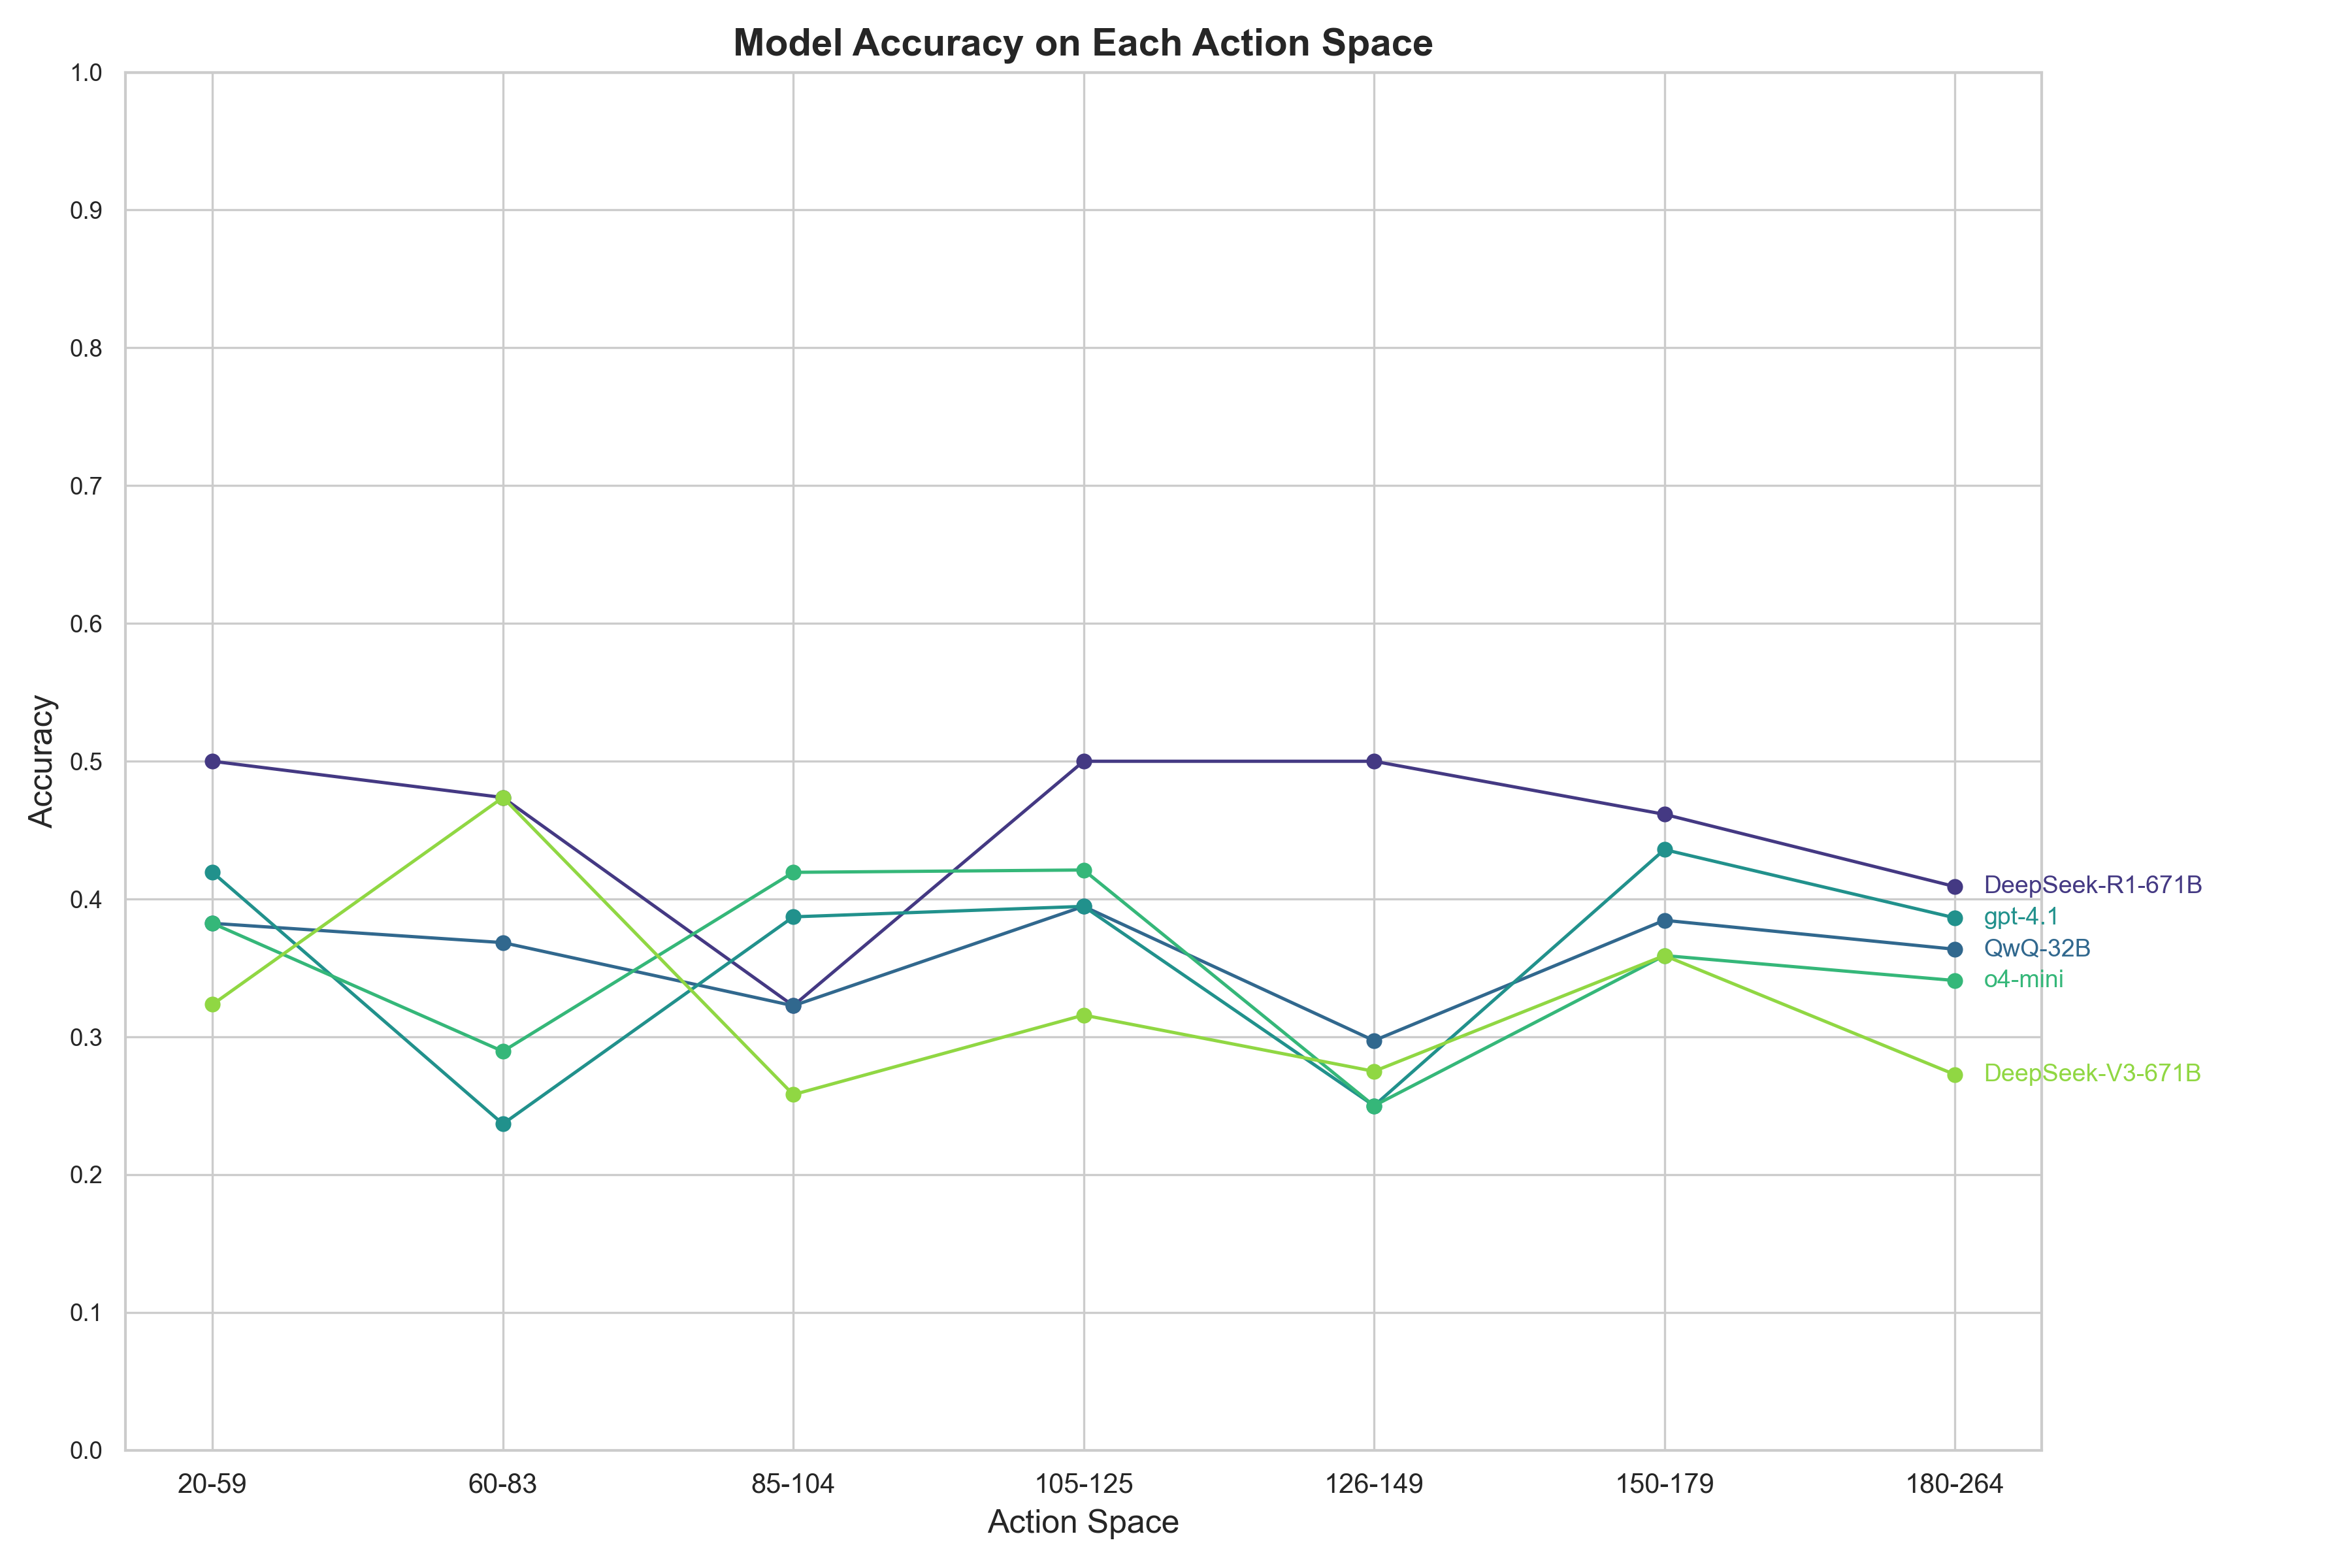 Model Accuracy on Each Action Space
1.0
0.9
0.8
0.7
0.6
0.5
0.4
0.3
0.2
0.1
0.0
Accuracy
DeepSeek-R1-671B
gpt-4.1
QwQ-32B
o4-mini
DeepSeek-V3-671B
20-59 60-83 85-104 105-125 126-149 150-179 180-264
Action Space